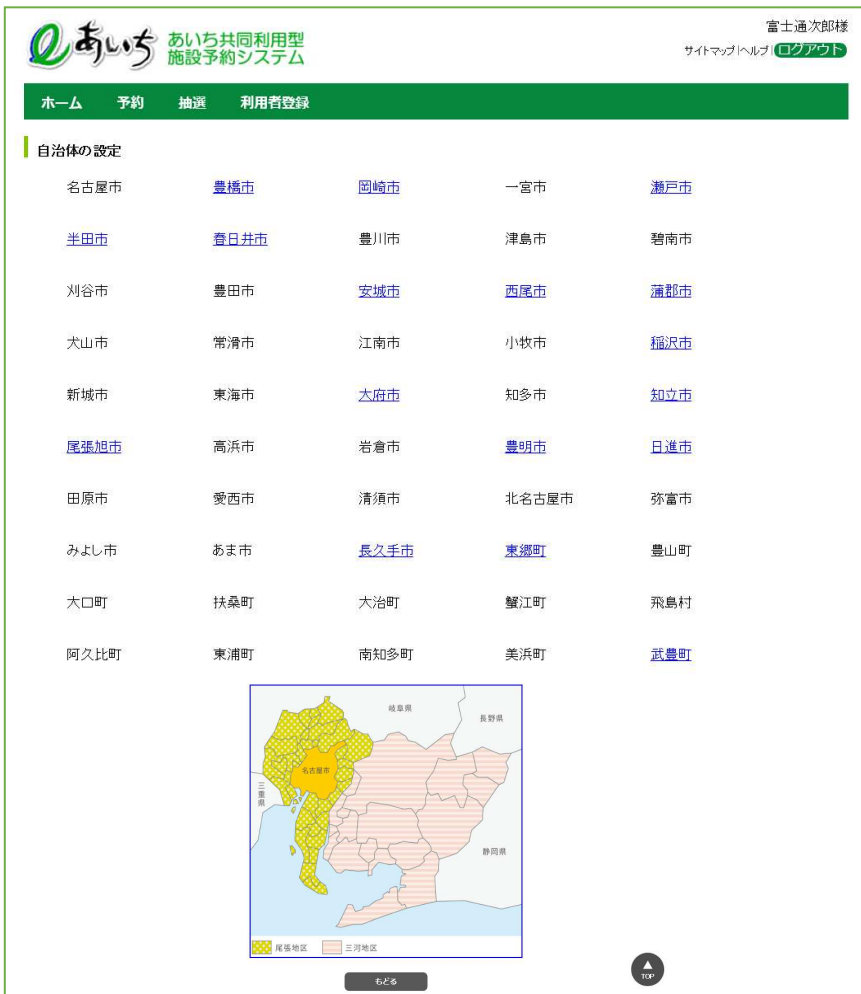 富士通次郎様
あいち あいち共同利用型
施設予約システム
サイトマップ|ヘルプ|ログアウト
ホーム 予約 抽選 利用者登録
自治体の設定
名古屋市 豊橋市 岡崎市 一宮市 瀬戸市
半田市 春日井市 豊川市 津島市 碧南市
刈谷市 豊田市 安城市 西尾市 蒲郡市
犬山市 常滑市 江南市 小牧市 稲沢市
新城市 東海市 大府市 知多市 知立市
尾張旭市 高浜市 岩倉市 豊明市 日進市
田原市 愛西市 清須市 北名古屋市 弥富市
みよし市 あま市 長久手市 東郷町 豊山町
大口町 扶桑町 大治町 蟹江町 飛島村
阿久比町 東浦町 南知多町 美浜町 武豊町
岐阜県
長野県
名古屋市
三重県
静岡県
尾張地区 三河地区
もどる
TOP